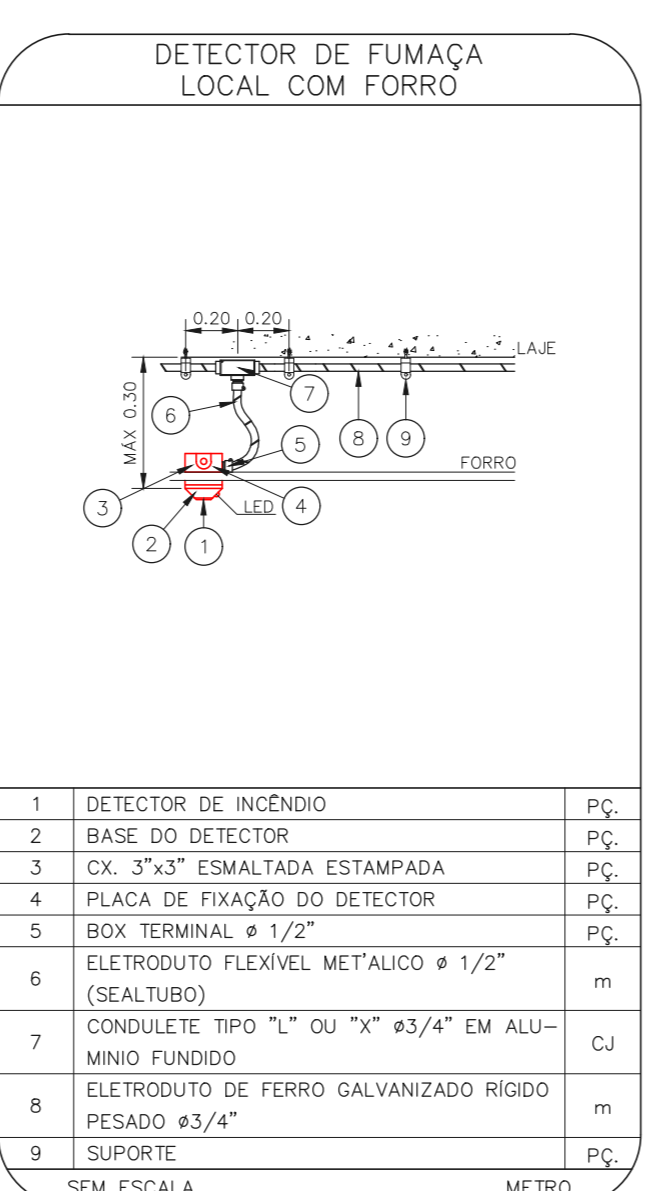 DETECTOR DE FUMAÇA
LOCAL COM FORRO
0.20 0.20
LAJE
MÁX 0.30
7
6
5
8
9
FORRO
3
LED
4
2
1
1 DETECTOR DE INCÊNDIO PÇ.
2 BASE DO DETECTOR PÇ.
3 CX. 3"x3" ESMALTADA ESTAMPADA PÇ.
4 PLACA DE FIXAÇÃO DO DETECTOR PÇ.
5 BOX TERMINAL ø 1/2" PÇ.
6 ELETRODUTO FLEXÍVEL MET'ALICO ø 1/2" m
(SEALTUBO)
7 CONDULETE TIPO "L" OU "X" ø3/4" EM ALU- CJ
MINIO FUNDIDO
8 ELETRODUTO DE FERRO GALVANIZADO RÍGIDO m
PESADO ø3/4"
9 SUPORTE PÇ.
SEM ESCALA METRO